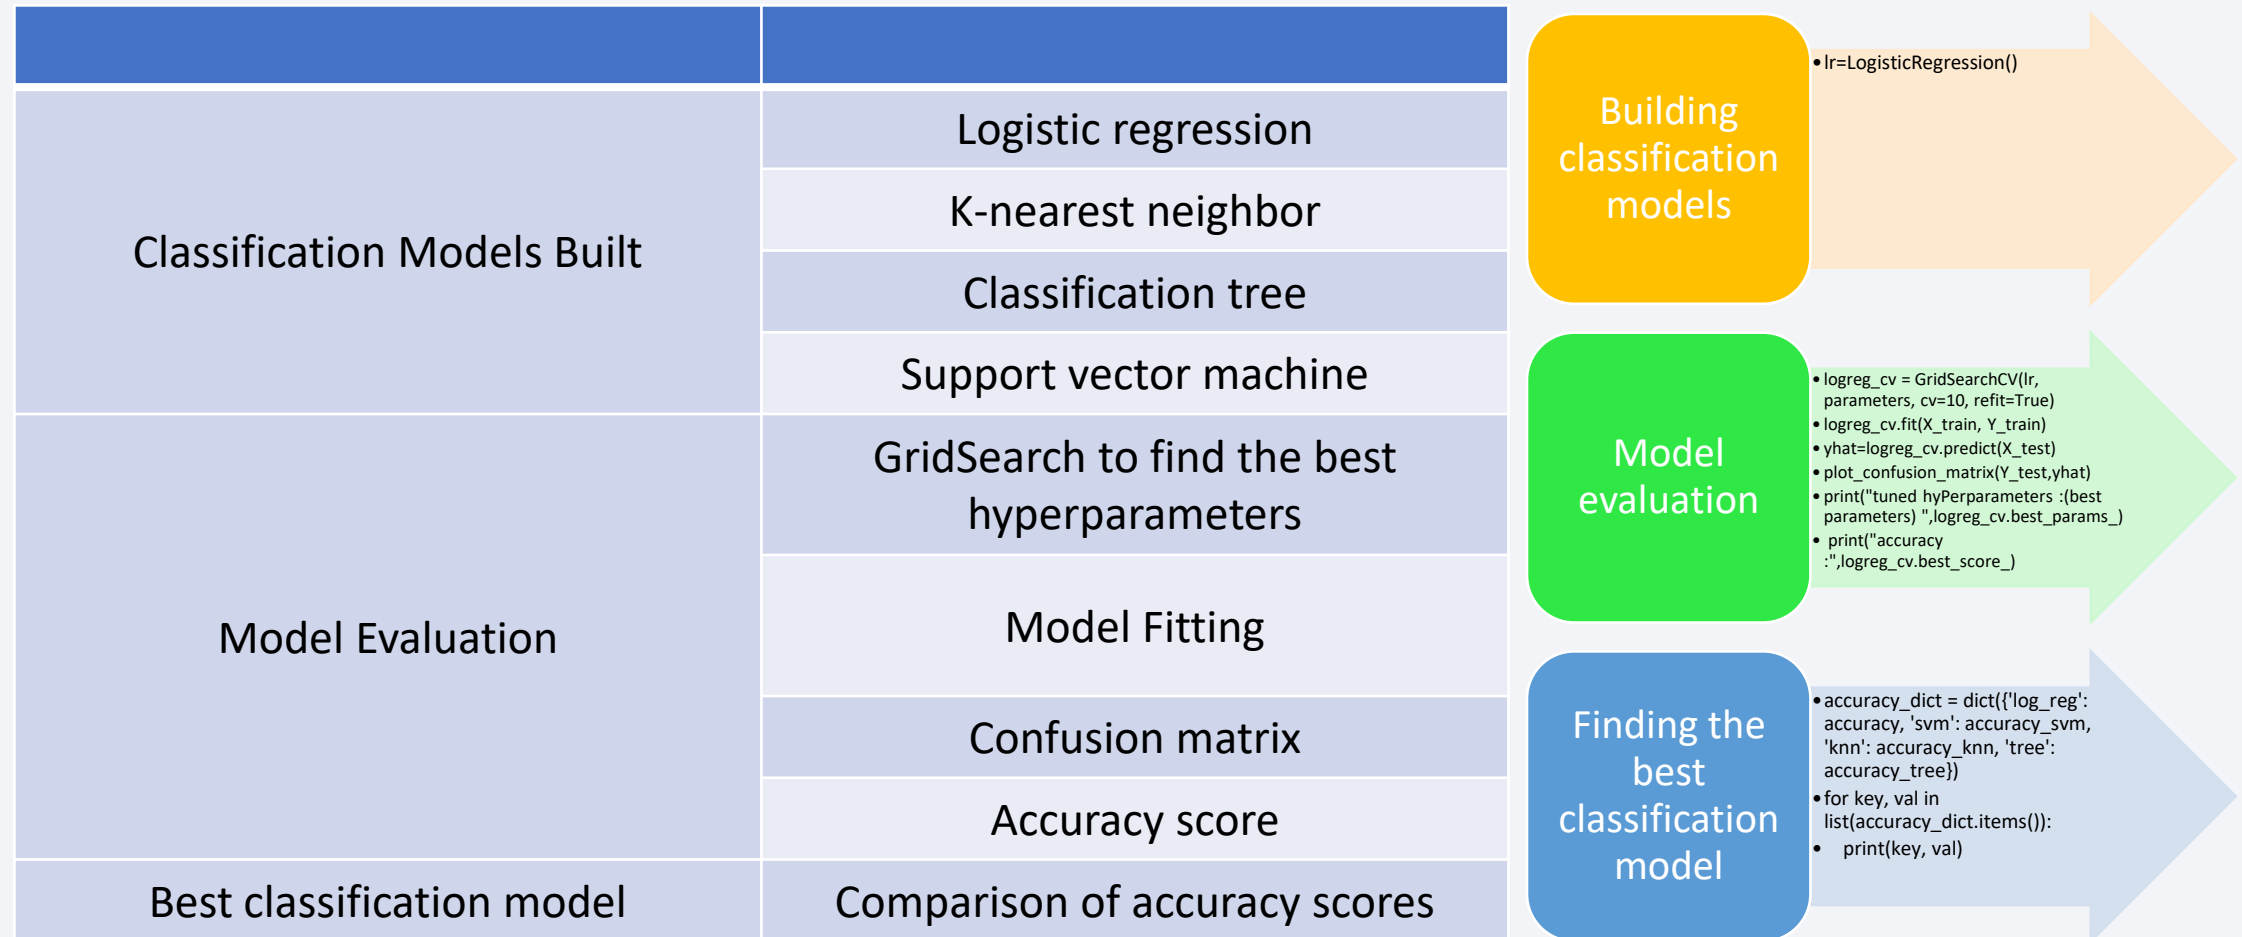 Classification Models Built
Logistic regression
K-nearest neighbor
Classification tree
Support vector machine
Model Evaluation
GridSearch to find the best
hyperparameters
Model Fitting
Confusion matrix
Accuracy score
Best classification model
Comparison of accuracy scores
Building
classification
models
•lr=LogisticRegression()
Model
evaluation
•logreg_cv = GridSearchCV(lr,
parameters, cv=10, refit=True)
•logreg_cv.fit(X_train, Y_train)
•yhat=logreg_cv.predict(X_test)
•plot_confusion_matrix(Y_test,yhat)
•print("tuned hyPerparameters :(best
parameters) ",logreg_cv.best_params_)
• print("accuracy
:",logreg_cv.best_score_)
Finding the
best
classification
model
•accuracy_dict = dict({'log_reg':
accuracy, 'svm': accuracy_svm,
'knn': accuracy_knn, 'tree':
accuracy_tree})
•for key, val in
list(accuracy_dict.items()):
• print(key, val)